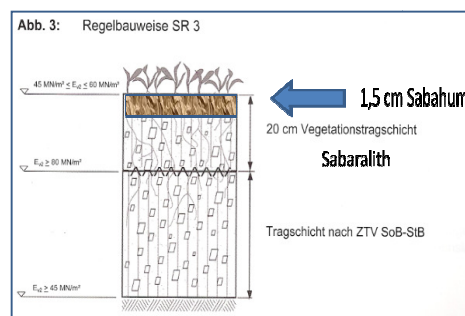 Abb. 3: Regelbauweise SR 3
45 MN/m² ≤ Ev2 ≤ 60 MN/m²
1,5 cm Sabahum
20 cm Vegetationstragschicht
Sabaralith
Ev2 ≥ 80 MN/m²
Tragschicht nach ZTV SoB-StB
Ev2 ≥ 45 MN/m²